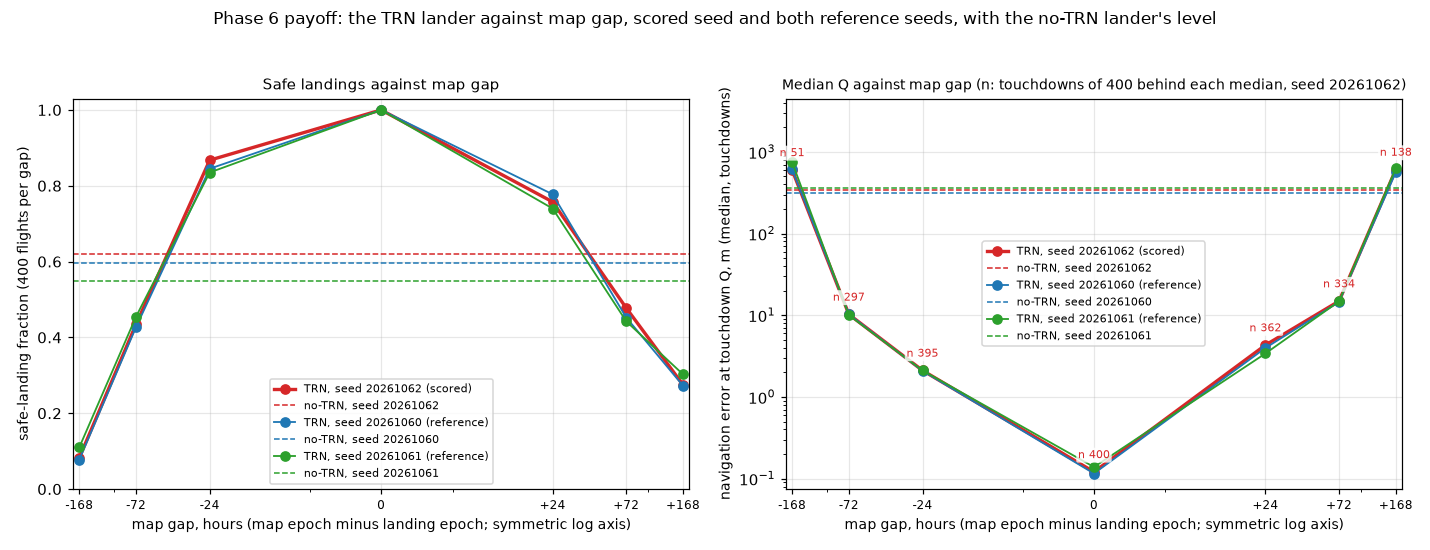 Phase 6 payoff: the TRN lander against map gap, scored seed and both reference seeds, with the no-TRN lander's level
Safe landings against map gap
safe-landing fraction (400 flights per gap)
1.0
0.8
0.6
0.4
0.2
0.0
-168
-72
-24
0
+24
+72
+168
map gap, hours (map epoch minus landing epoch; symmetric log axis)
TRN, seed 20261062 (scored)
no-TRN, seed 20261062
TRN, seed 20261060 (reference)
no-TRN, seed 20261060
TRN, seed 20261061 (reference)
no-TRN, seed 20261061
Median Q against map gap (n: touchdowns of 400 behind each median, seed 20261062)
navigation error at touchdown Q, m (median, touchdowns)
10³
10²
10¹
10⁰
10⁻¹
n 51
n 297
n 395
n 400
n 362
n 334
n 138
TRN, seed 20261062 (scored)
no-TRN, seed 20261062
TRN, seed 20261060 (reference)
no-TRN, seed 20261060
TRN, seed 20261061 (reference)
no-TRN, seed 20261061
-168
-72
-24
0
+24
+72
+168
map gap, hours (map epoch minus landing epoch; symmetric log axis)